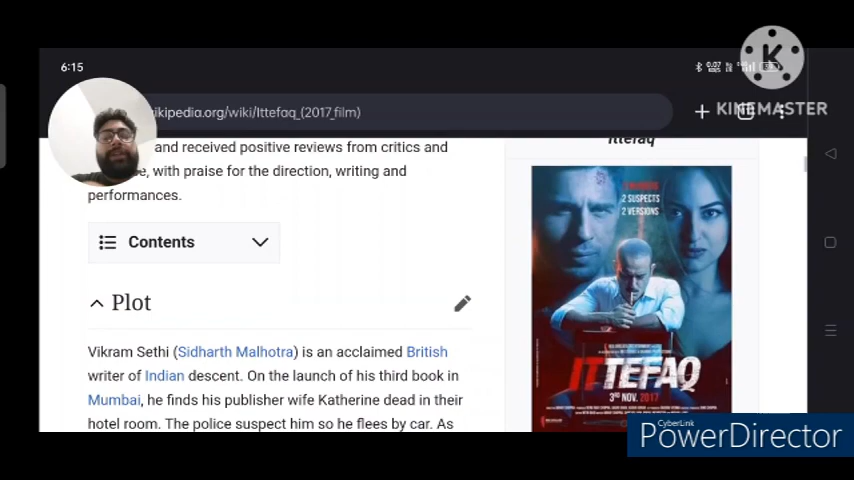 6:15
KINEMASTER
ikipedia.org/wiki/Ittefaq_(2017_film)
Ittefaq
and received positive reviews from critics and
, with praise for the direction, writing and
performances.
2 SUSPECTS
2 VERSIONS
Contents
Plot
Vikram Sethi (Sidharth Malhotra) is an acclaimed British
writer of Indian descent. On the launch of his third book in
Mumbai, he finds his publisher wife Katherine dead in their
hotel room. The police suspect him so he flees by car. As
ITTEFAQ
3RD NOV. 2017
CyberLink
PowerDirector